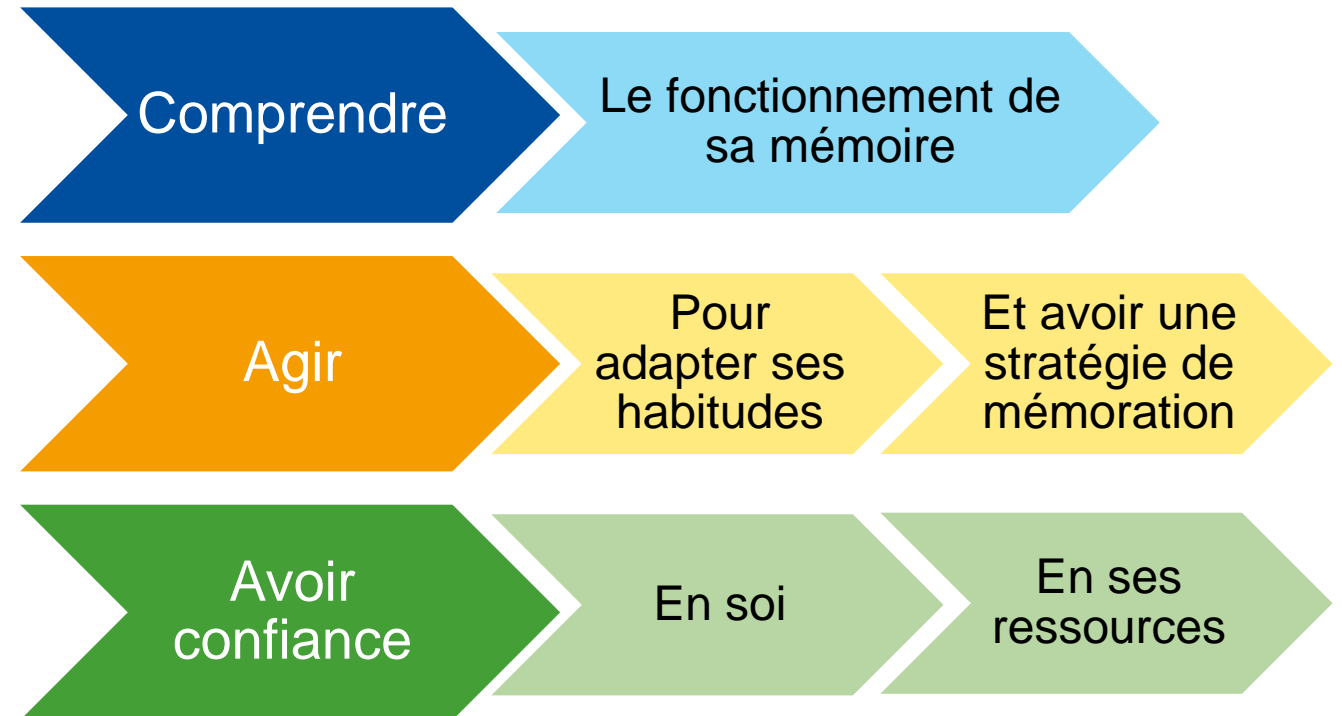 Comprendre
Le fonctionnement de
sa mémoire
Agir
Pour
adapter ses
habitudes
Et avoir une
stratégie de
mémoration
Avoir
confiance
En soi
En ses
ressources